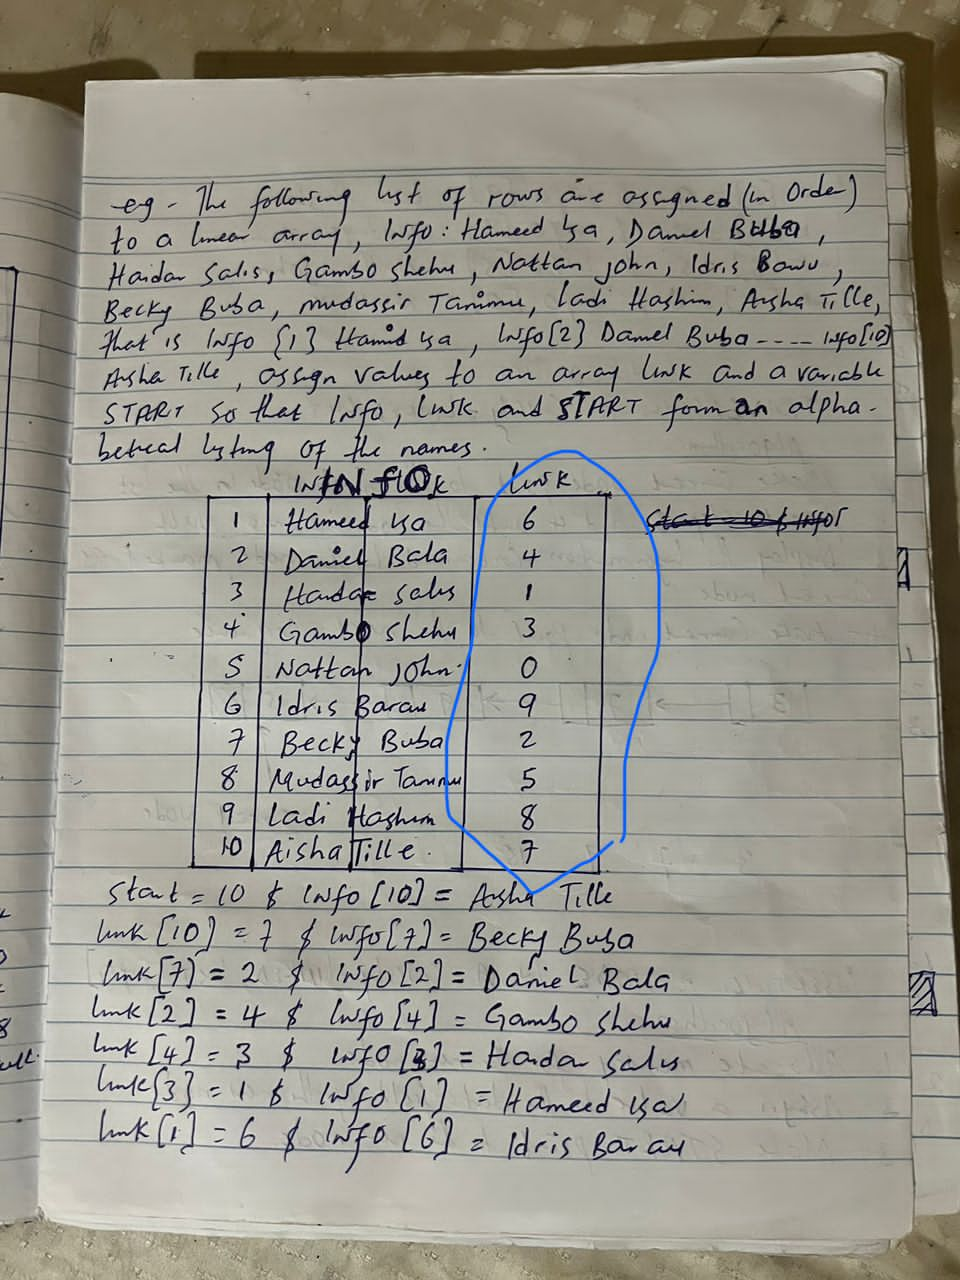 eg - The following list of rows are assigned (in Order)
to a linear array, Info: Hameed Isa, Daniel Buba,
Haidar Salis, Gambo Shehu, Nattan John, Idris Bawu,
Becky Buba, Mudassir Tanimu, Ladi Hashim, Aisha Tille,
That is Info {1} Hamid Isa, Info[2] Daniel Buba ---- Info[10]
Aisha Tille, assign values to an array link and a variable
START so that Info, link and START form an alpha-
betical listing of the names.
INFO Link
1 Hameed Isa 6
2 Daniel Bala 4
3 Haidar Salis 1
4 Gambo Shehu 3
5 Nattan John 0
6 Idris Barau 9
7 Becky Buba 2
8 Mudassir Tanimu 5
9 Ladi Hashim 8
10 Aisha Tille. 7
Start = 10 $ Info [10] = Aisha Tille
link [10] = 7 $ Info[7] = Becky Buba
link [7] = 2 $ Info [2] = Daniel Bala
link [2] = 4 $ Info [4] = Gambo Shehu
link [4] = 3 $ Info [3] = Haidar Salis
link [3] = 1 $ Info [1] = Hameed Isa
link [1] = 6 $ Info [6] = Idris Barau